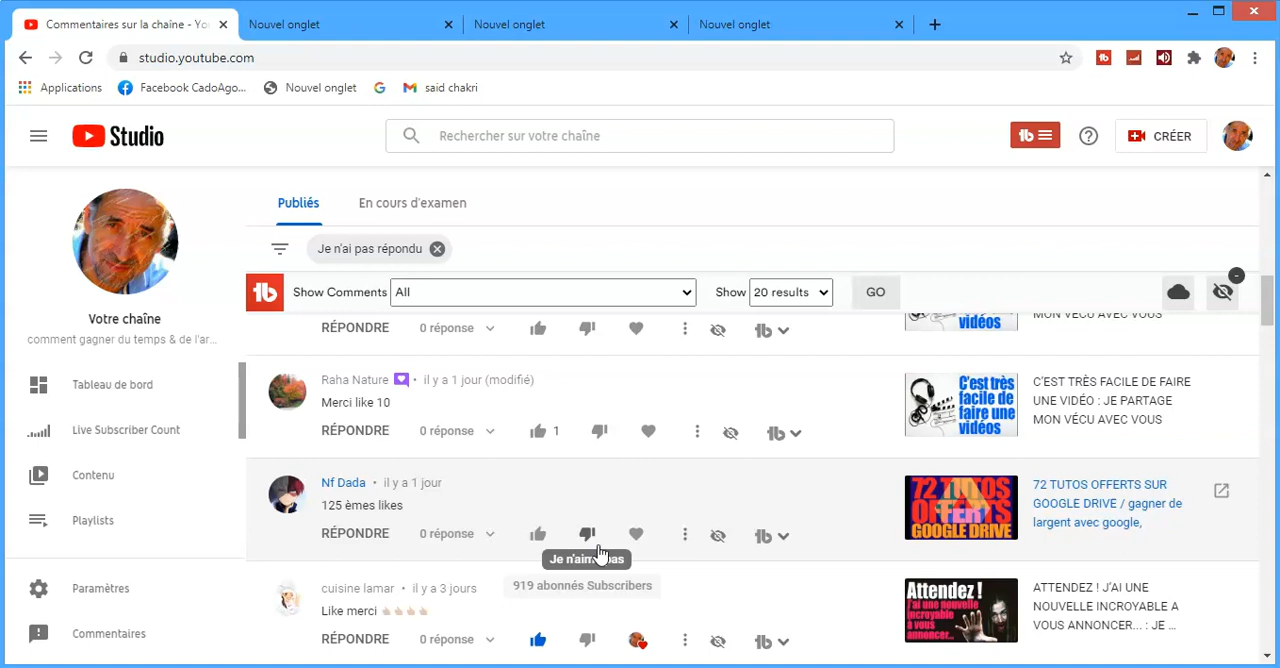 Commentaires sur la chaîne - Yo
Nouvel onglet
Nouvel onglet
Nouvel onglet
studio.youtube.com
Applications
Facebook CadoAgo...
Nouvel onglet
said chakri
Studio
Rechercher sur votre chaîne
CRÉER
Publiés
En cours d'examen
Je n'ai pas répondu
Show Comments
All
Show
20 results
GO
Votre chaîne
comment gagner du temps & de l'ar...
Tableau de bord
Live Subscriber Count
Contenu
Playlists
Paramètres
Commentaires
RÉPONDRE 0 réponse
vidéos
MON VÉCU AVEC VOUS
Raha Nature • il y a 1 jour (modifié)
Merci like 10
RÉPONDRE 0 réponse 1
C'est très
facile de
faire une
vidéos
C'EST TRÈS FACILE DE FAIRE
UNE VIDÉO : JE PARTAGE
MON VÉCU AVEC VOUS
Nf Dada • il y a 1 jour
125 èmes likes
RÉPONDRE 0 réponse
72 TUTOS
OFFERTS
GOOGLE DRIVE
72 TUTOS OFFERTS SUR
GOOGLE DRIVE / gagner de
largent avec google,
Je n'aime pas
919 abonnés Subscribers
cuisine lamar • il y a 3 jours
Like merci 👍🏻👍🏻👍🏻👍🏻
RÉPONDRE 0 réponse
Attendez !
J'ai une
nouvelle
incroyable
à vous
annoncer...
ATTENDEZ ! J'AI UNE
NOUVELLE INCROYABLE A
VOUS ANNONCER... : JE ...